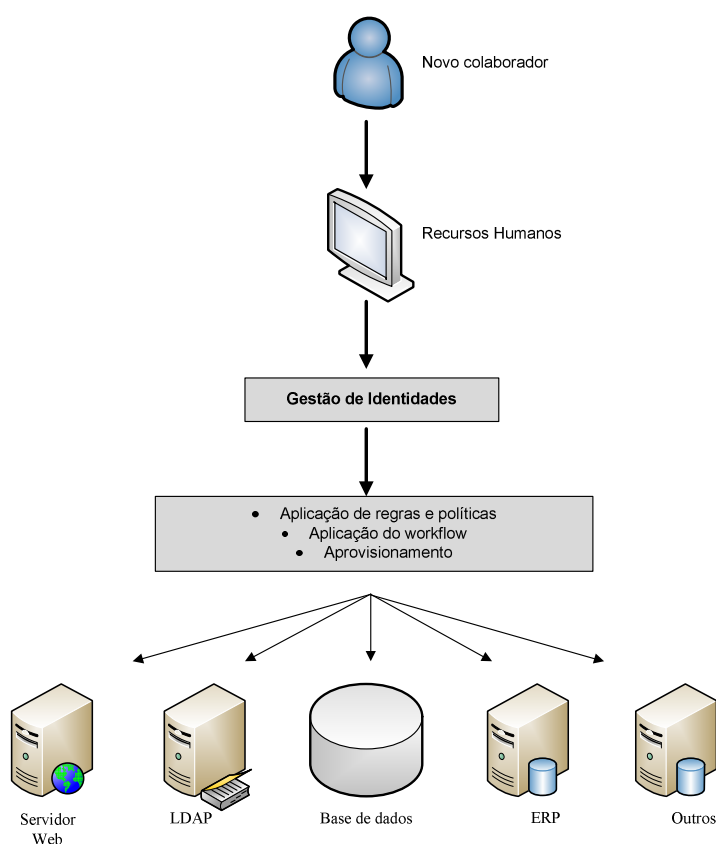 Novo colaborador
Recursos Humanos
Gestão de Identidades
• Aplicação de regras e políticas
• Aplicação do workflow
• Aprovisionamento
Servidor
Web
LDAP
Base de dados
ERP
Outros